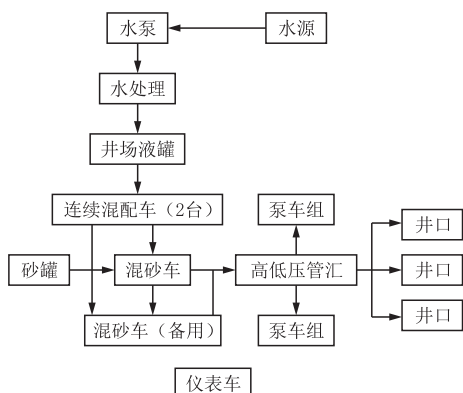 水泵
水源
水处理
井场液罐
连续混配车（2台）
泵车组
井口
砂罐
混砂车
高低压管汇
井口
混砂车（备用）
泵车组
井口
仪表车